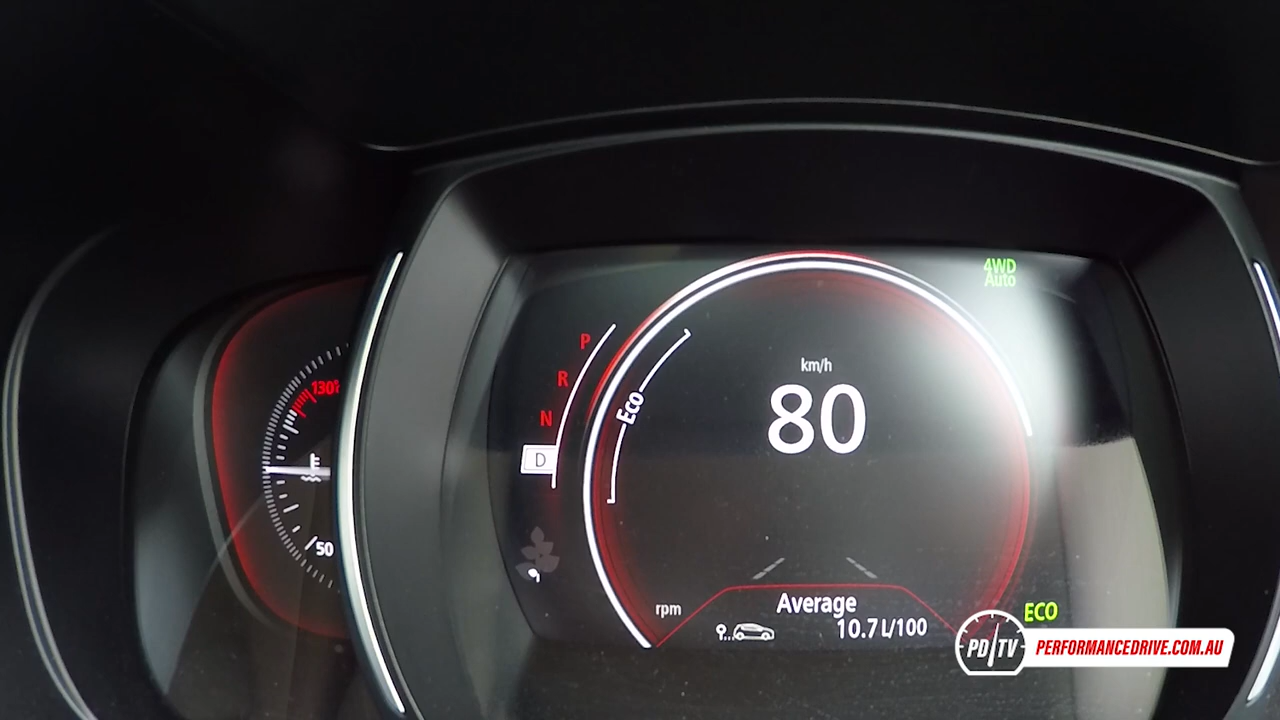 4WD
Auto
P
R
N
D
130°
50
Eco
km/h
80
rpm
Average
10.7 L/100
ECO
PD/TV
PERFORMANCEDRIVE.COM.AU